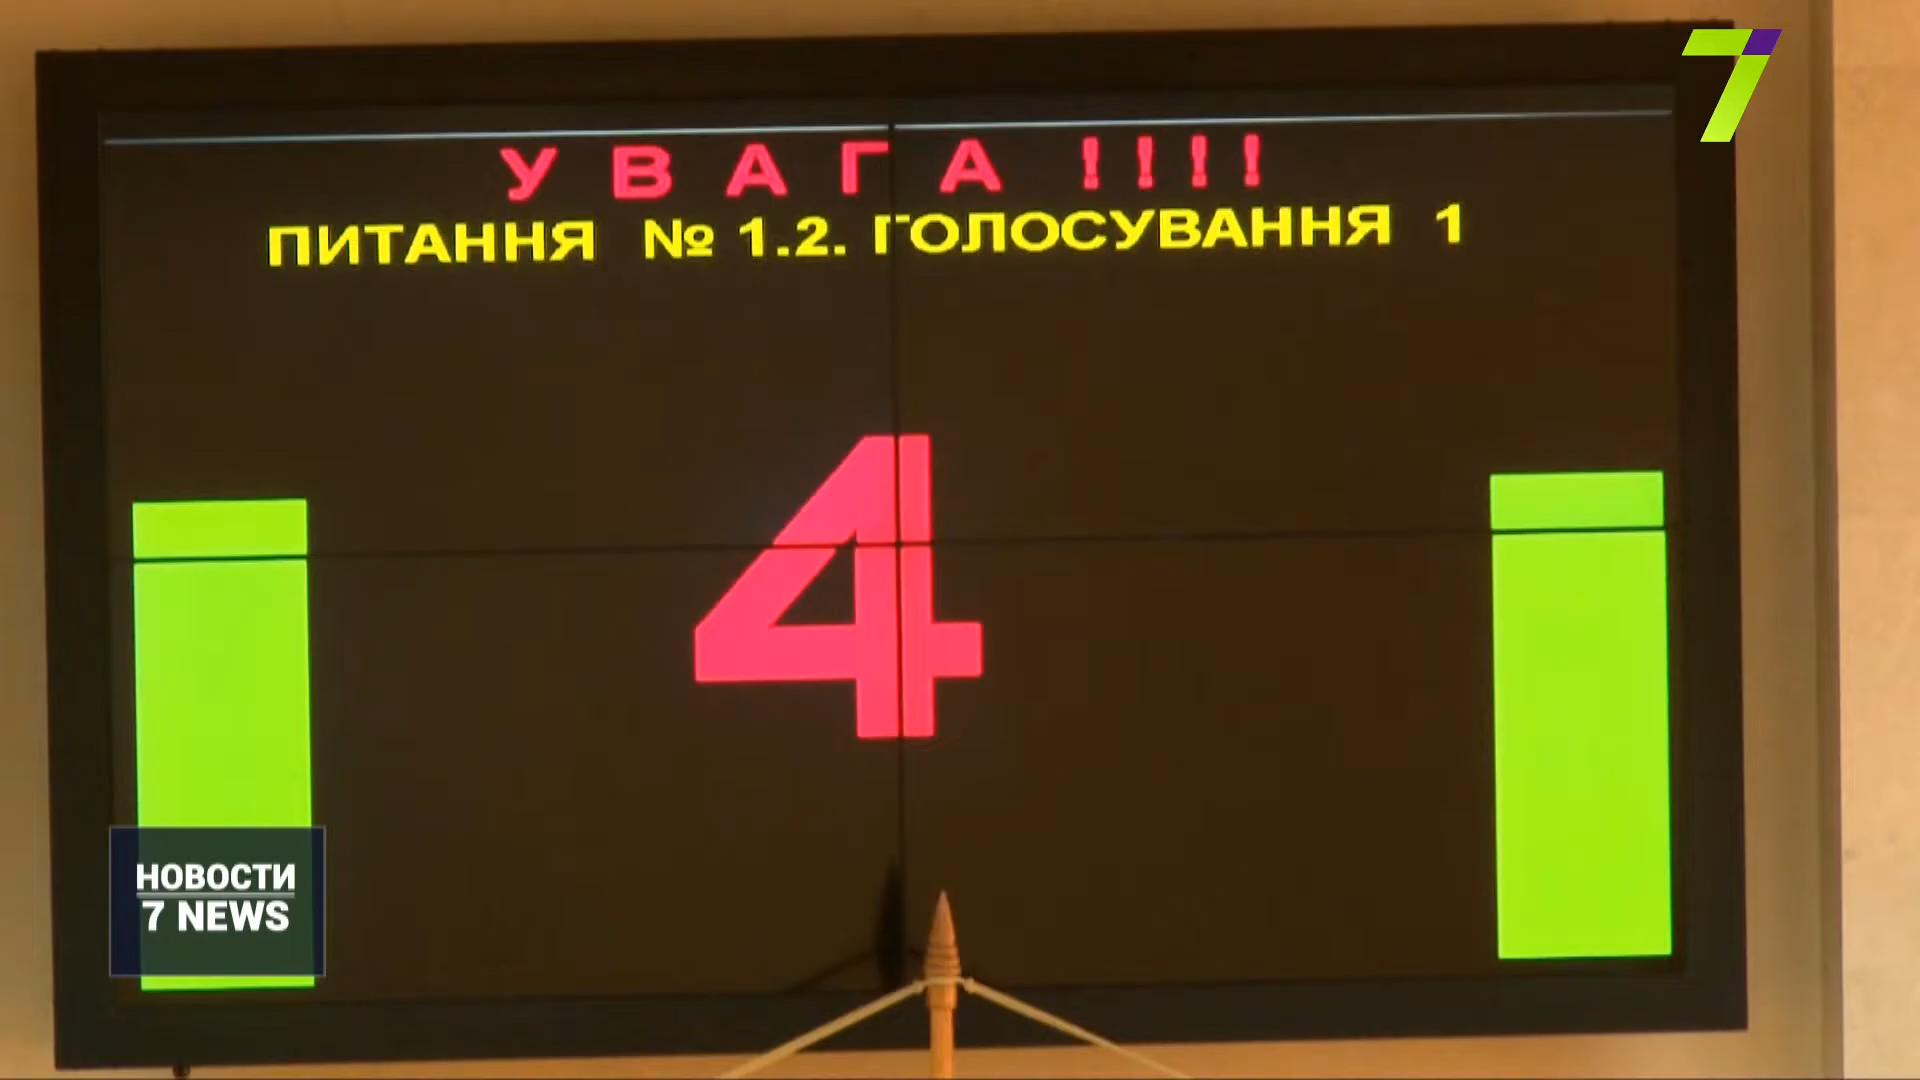 7
У В А Г А !!!!
ПИТАННЯ № 1.2. ГОЛОСУВАННЯ 1
4
НОВОСТИ
7 NEWS